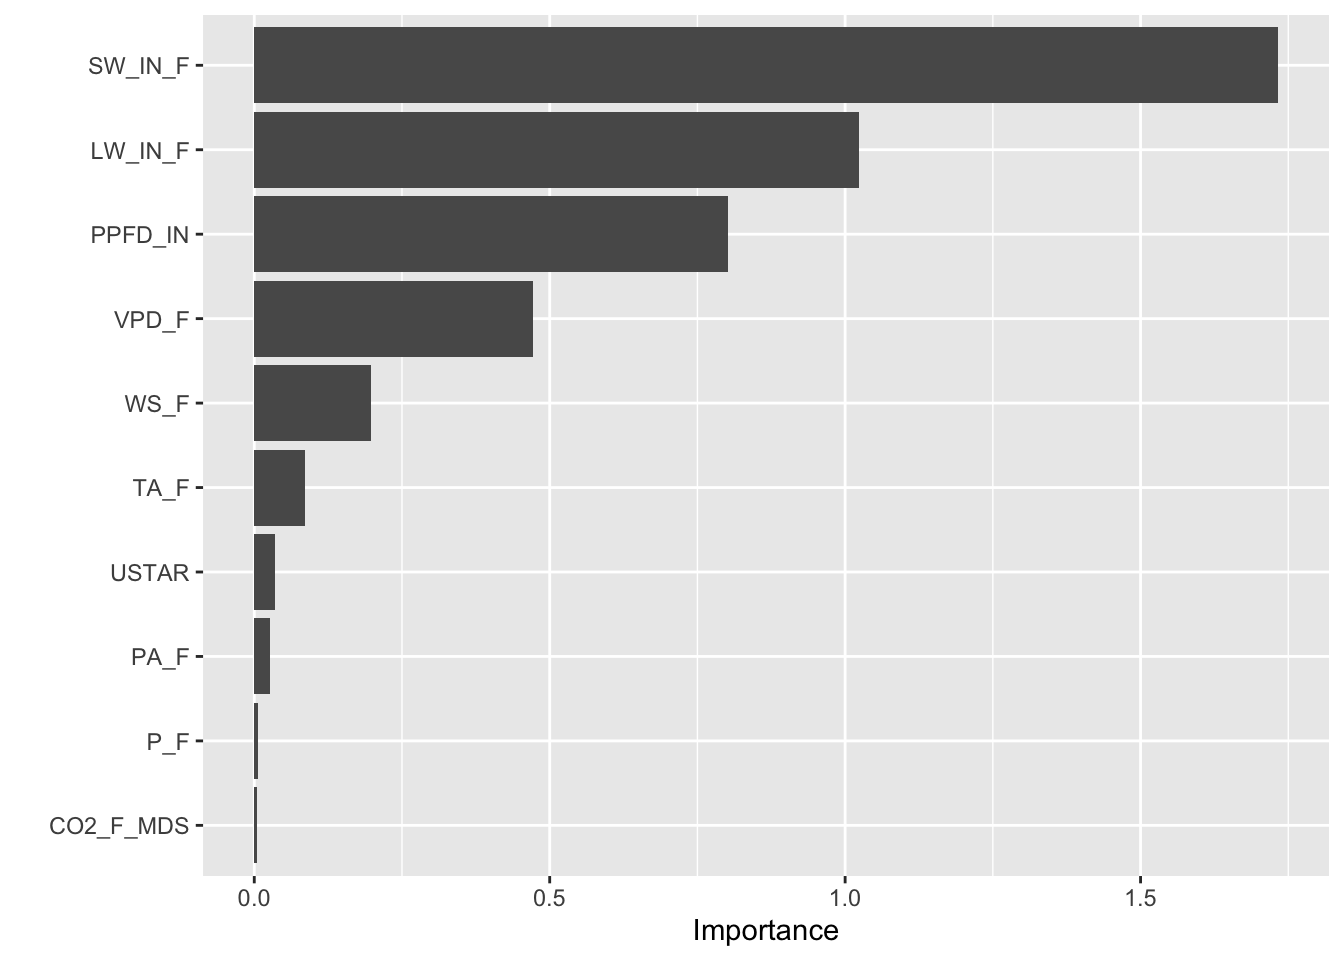 SW_IN_F
LW_IN_F
PPFD_IN
VPD_F
WS_F
TA_F
USTAR
PA_F
P_F
CO2_F_MDS
0.0 0.5 1.0 1.5
Importance